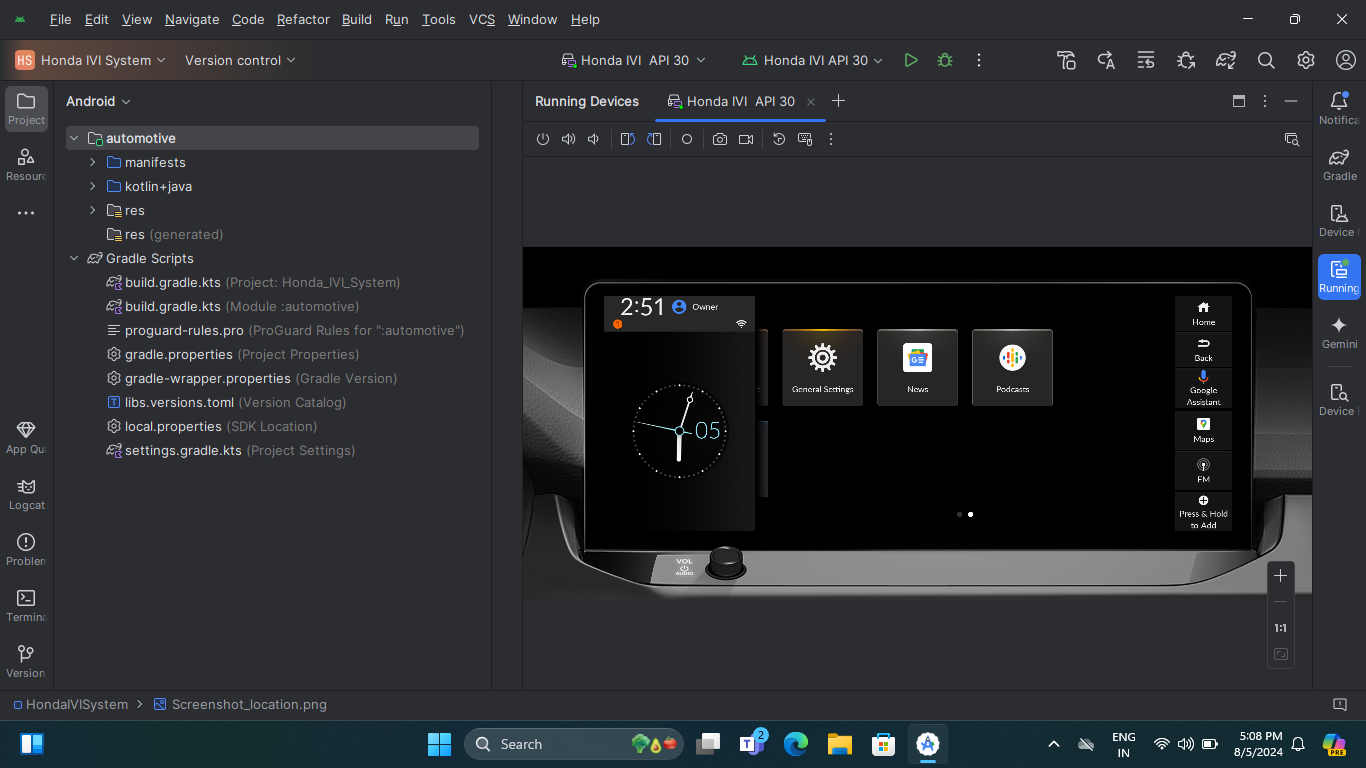 File Edit View Navigate Code Refactor Build Run Tools VCS Window Help
HS Honda IVI System Version control Honda IVI API 30 Honda IVI API 30
Project
Android
automotive
manifests
kotlin+java
res
res (generated)
Gradle Scripts
build.gradle.kts (Project: Honda_IVI_System)
build.gradle.kts (Module :automotive)
proguard-rules.pro (ProGuard Rules for ":automotive")
gradle.properties (Project Properties)
gradle-wrapper.properties (Gradle Version)
libs.versions.toml (Version Catalog)
local.properties (SDK Location)
settings.gradle.kts (Project Settings)
Resourc
App Qua
Logcat
Problem
Termina
Version
Running Devices Honda IVI API 30
2:51 Owner
05
General Settings
News
Podcasts
Home
Back
Google
Assistant
Maps
FM
Press & Hold
to Add
VOL
AUDIO
1:1
Notifica
Gradle
Device
Running
Gemini
Device
HondaIVISystem Screenshot_location.png
Search
2
ENG
IN
5:08 PM
8/5/2024
PRE